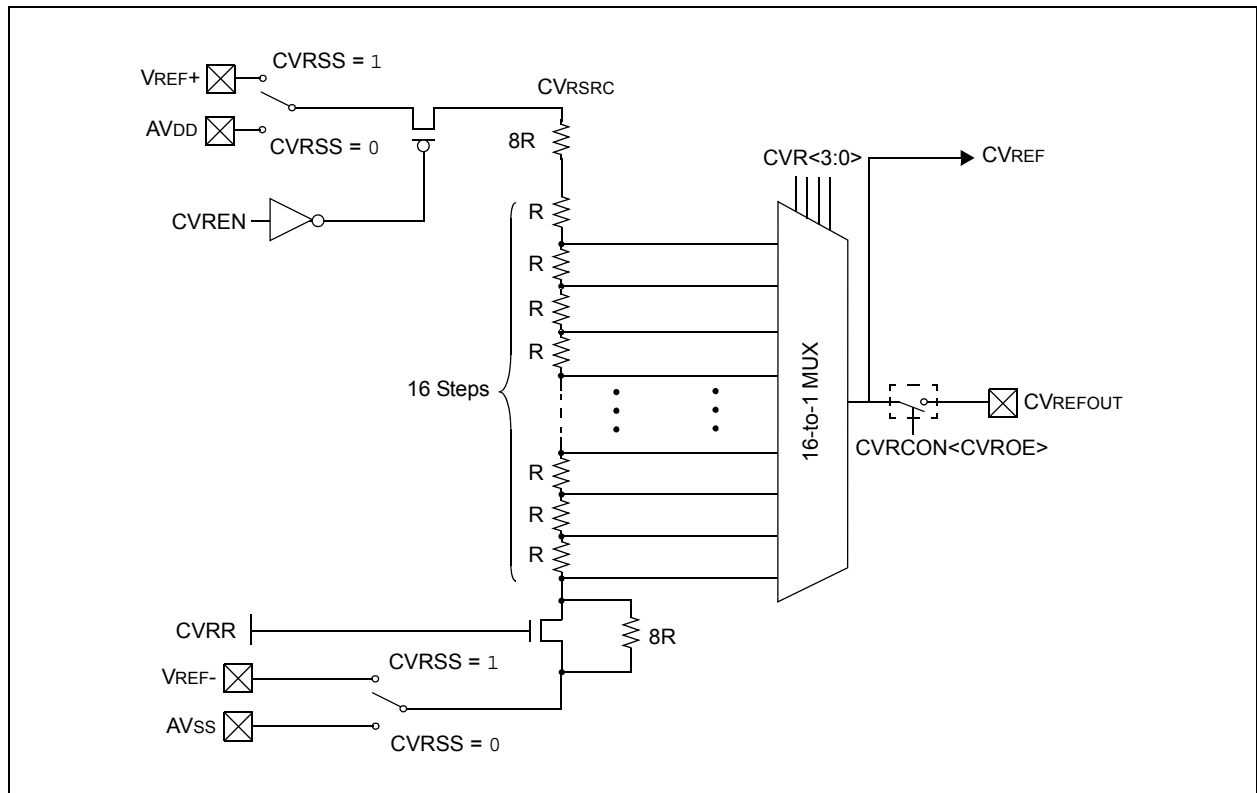 CVRSS = 1
VREF+
CVRSRC
AVDD
8R
CVRSS = 0
CVR<3:0>
CVREF
CVREN
R
R
R
R
16 Steps
16-to-1 MUX
CVREFOUT
CVRCON<CVROE>
R
R
R
CVRR
8R
CVRSS = 1
VREF-
AVSS
CVRSS = 0